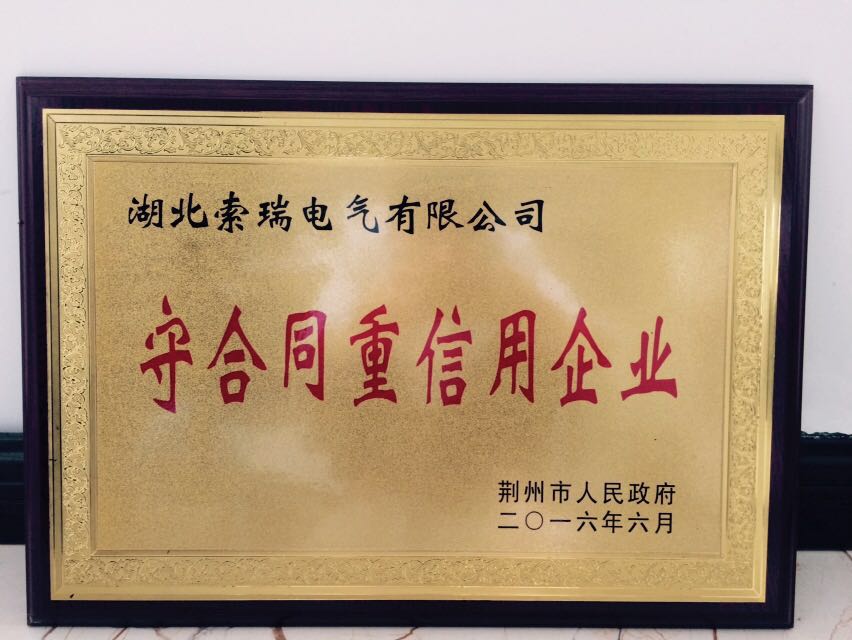 湖北索瑞电气有限公司
守合同重信用企业
荆州市人民政府
二〇一六年六月